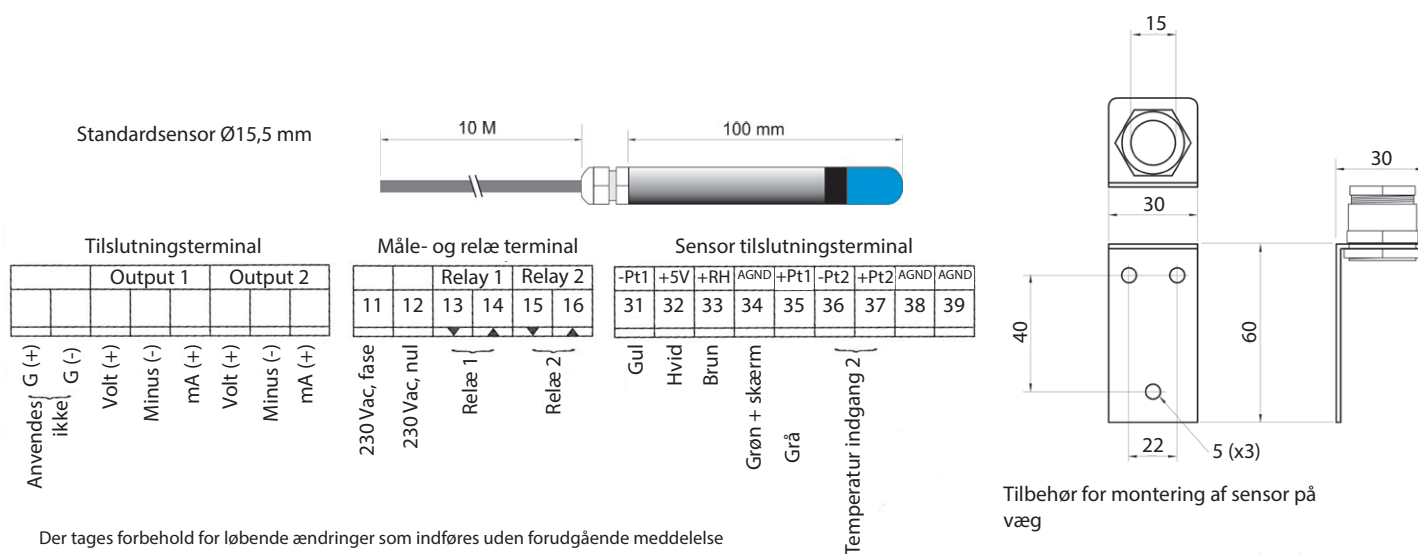 Standardsensor Ø15,5 mm
10 M
100 mm
Tilslutningsterminal
Output 1 Output 2
G (+)
G (-)
Anvendes
ikke
Volt (+)
Minus (-)
mA (+)
Volt (+)
Minus (-)
mA (+)
Måle- og relæ terminal
Relay 1 Relay 2
11 12 13 14 15 16
230 Vac, fase
230 Vac, nul
Relæ 1
Relæ 2
Sensor tilslutningsterminal
-Pt1 +5V +RH AGND +Pt1 -Pt2 +Pt2 AGND AGND
31 32 33 34 35 36 37 38 39
Gul
Hvid
Brun
Grøn + skærm
Grå
Temperatur indgang 2
15
30
30
40
60
22
5 (x3)
Tilbehør for montering af sensor på
væg
Der tages forbehold for løbende ændringer som indføres uden forudgående meddelelse